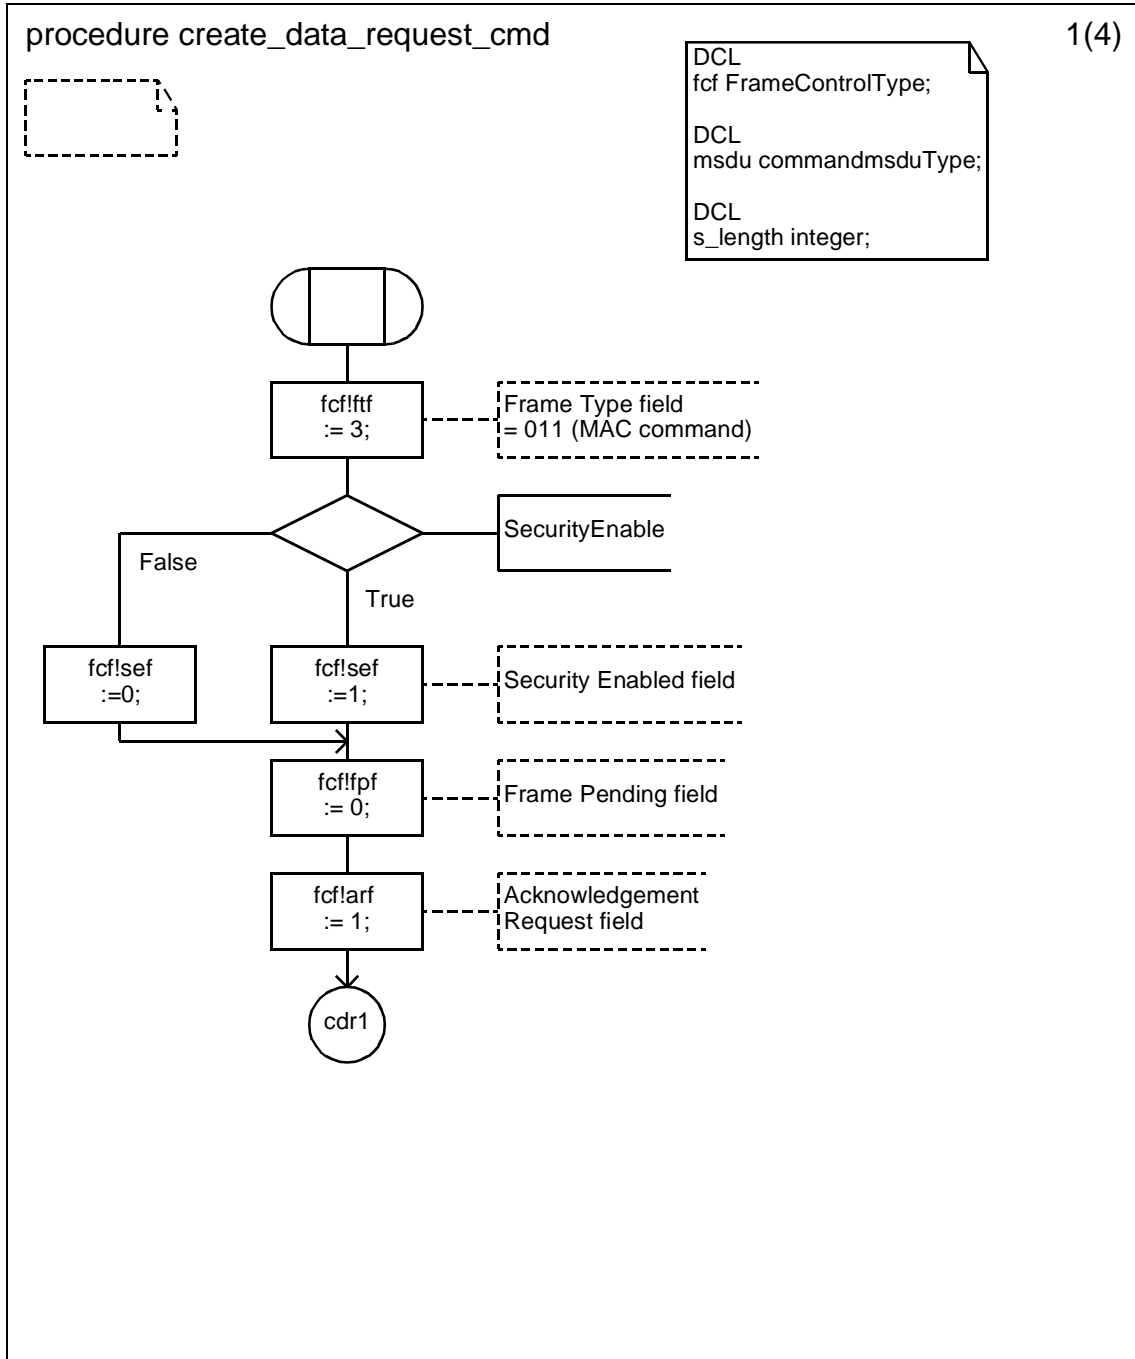 procedure create_data_request_cmd
1(4)
DCL
fcf FrameControlType;
DCL
msdu commandmsduType;
DCL
s_length integer;
fcf!ftf
:= 3;
Frame Type field
= 011 (MAC command)
SecurityEnable
False
True
fcf!sef
:=0;
fcf!sef
:=1;
Security Enabled field
fcf!fpf
:= 0;
Frame Pending field
fcf!arf
:= 1;
Acknowledgement
Request field
cdr1